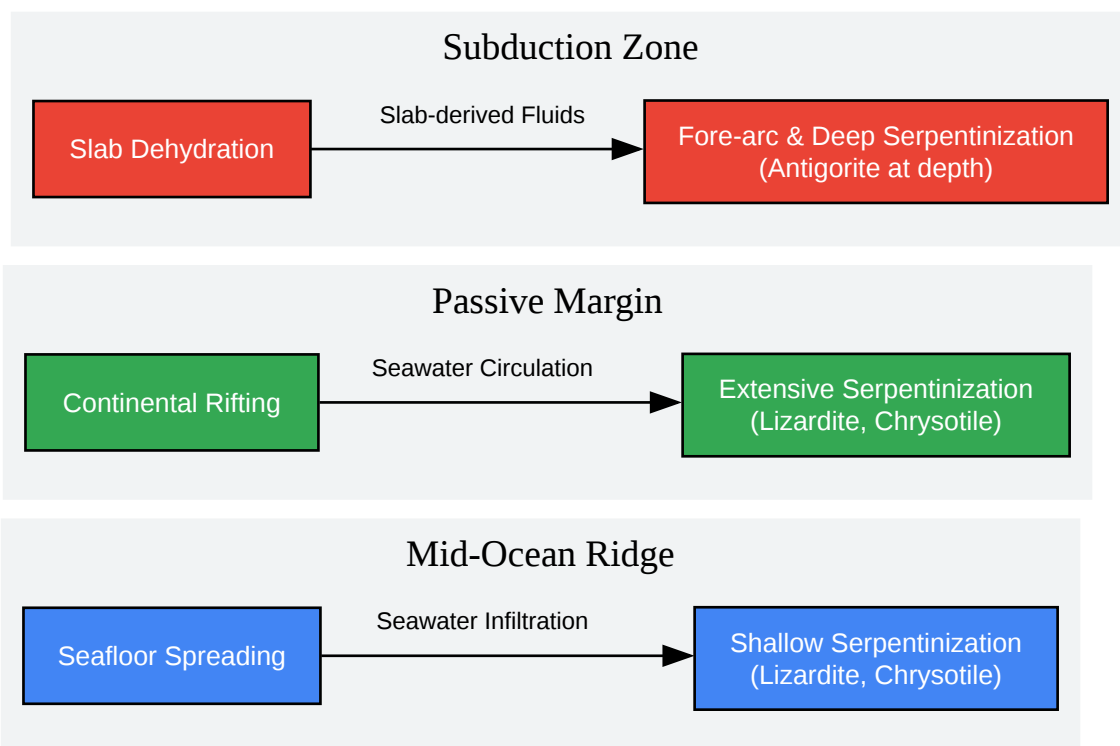 Subduction Zone
Slab Dehydration
Slab-derived Fluids
Fore-arc & Deep Serpentinization
(Antigorite at depth)
Passive Margin
Continental Rifting
Seawater Circulation
Extensive Serpentinization
(Lizardite, Chrysotile)
Mid-Ocean Ridge
Seafloor Spreading
Seawater Infiltration
Shallow Serpentinization
(Lizardite, Chrysotile)